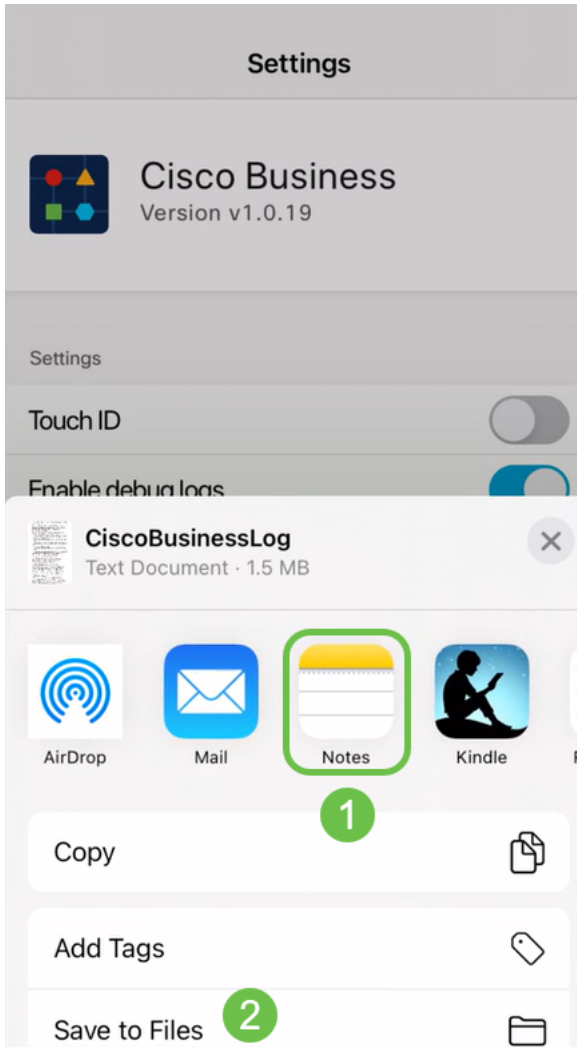 Settings
Cisco Business
Version v1.0.19
Settings
Touch ID
Enable debug logs
CiscoBusinessLog
Text Document · 1.5 MB
AirDrop
Mail
Notes
Kindle
1
Copy
Add Tags
2
Save to Files